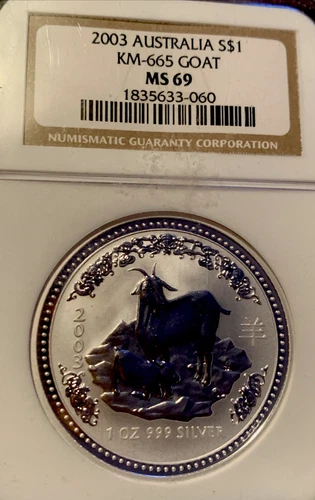 2003 AUSTRALIA S$1
KM-665 GOAT
MS 69
1835633-060
NUMISMATIC GUARANTY CORPORATION
2003
羊
1 OZ 999 SILVER